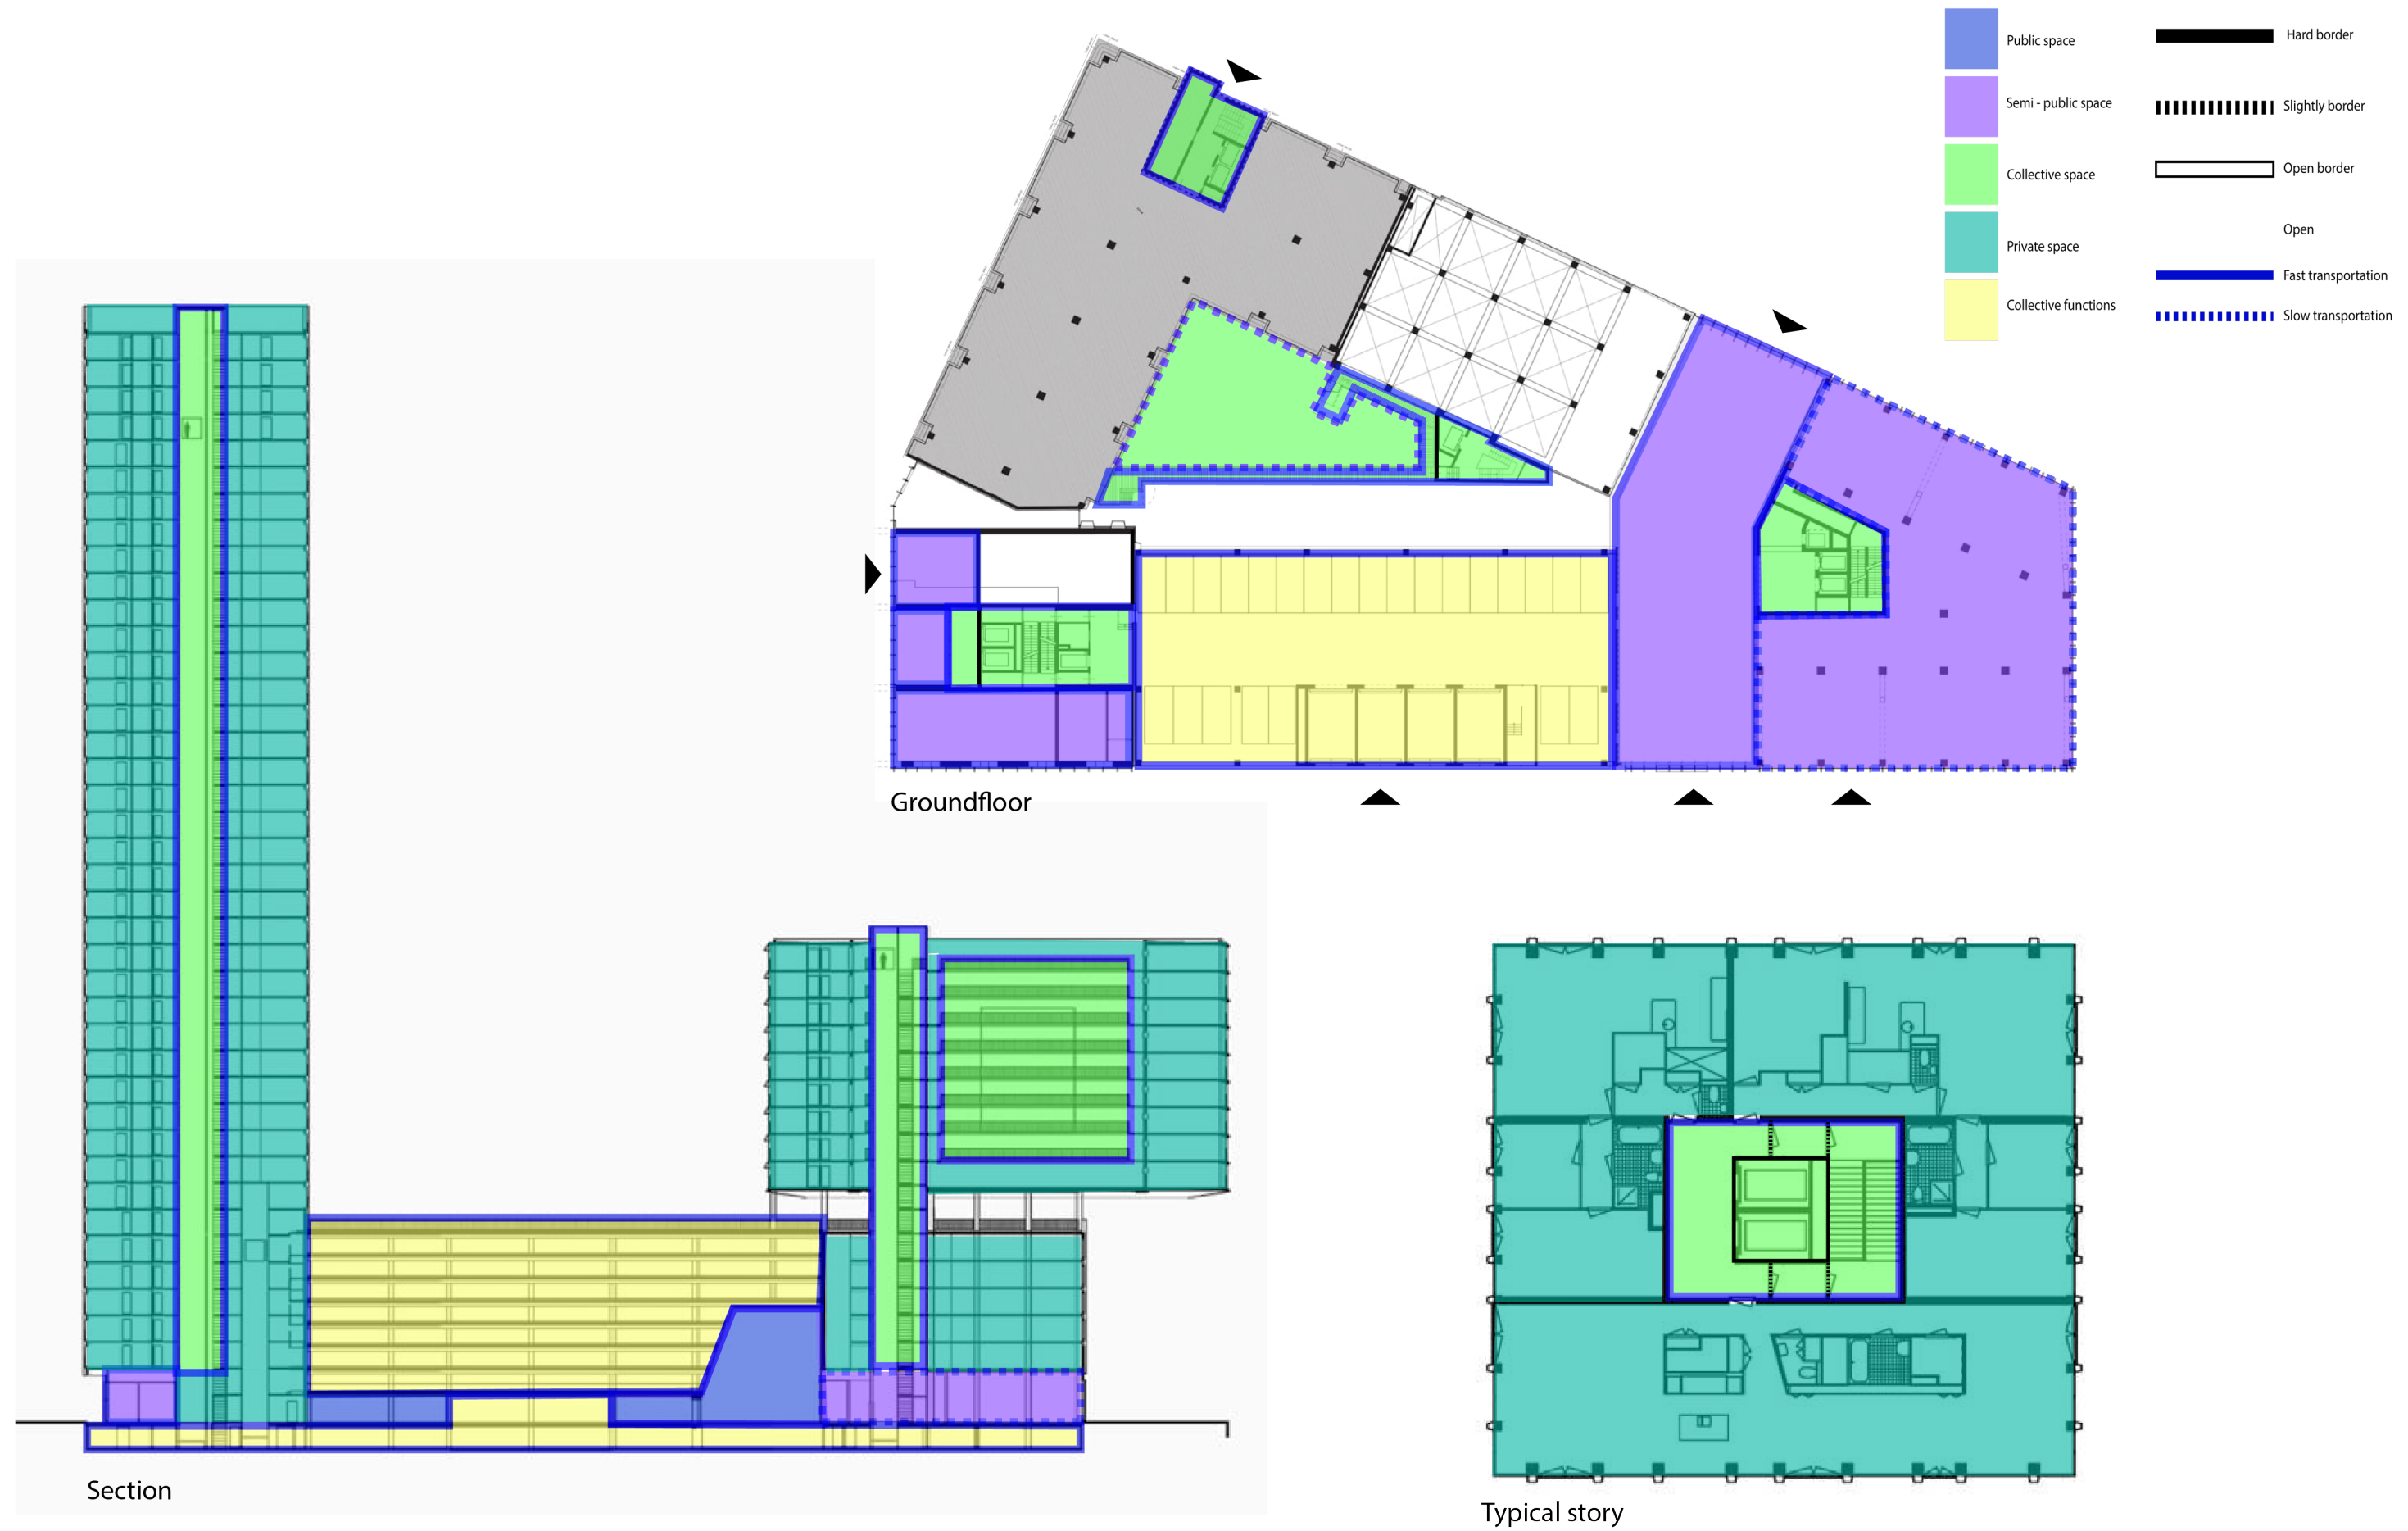 Public space
Semi - public space
Collective space
Private space
Collective functions
Hard border
Slightly border
Open border
Open
Fast transportation
Slow transportation
Groundfloor
Section
Typical story